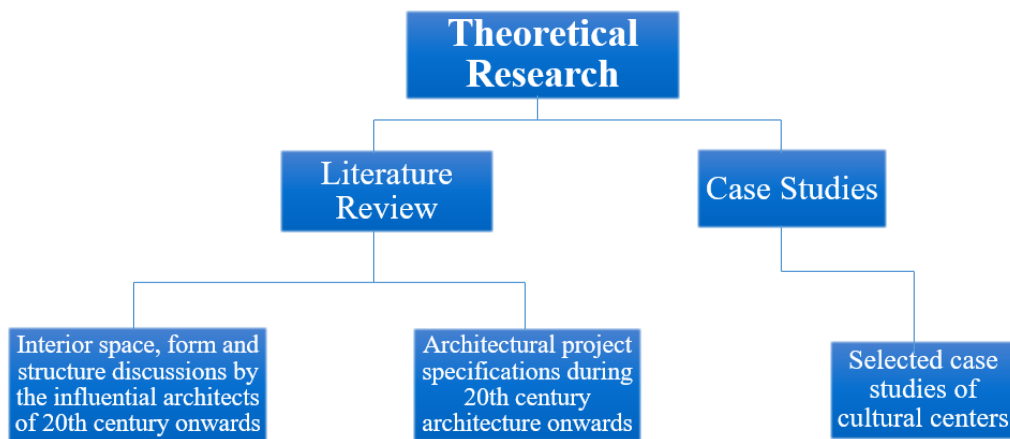 Theoretical
Research
Literature
Review
Case Studies
Interior space, form and
structure discussions by
the influential architects
of 20th century onwards
Architectural project
specifications during
20th century
architecture onwards
Selected case
studies of
cultural centers